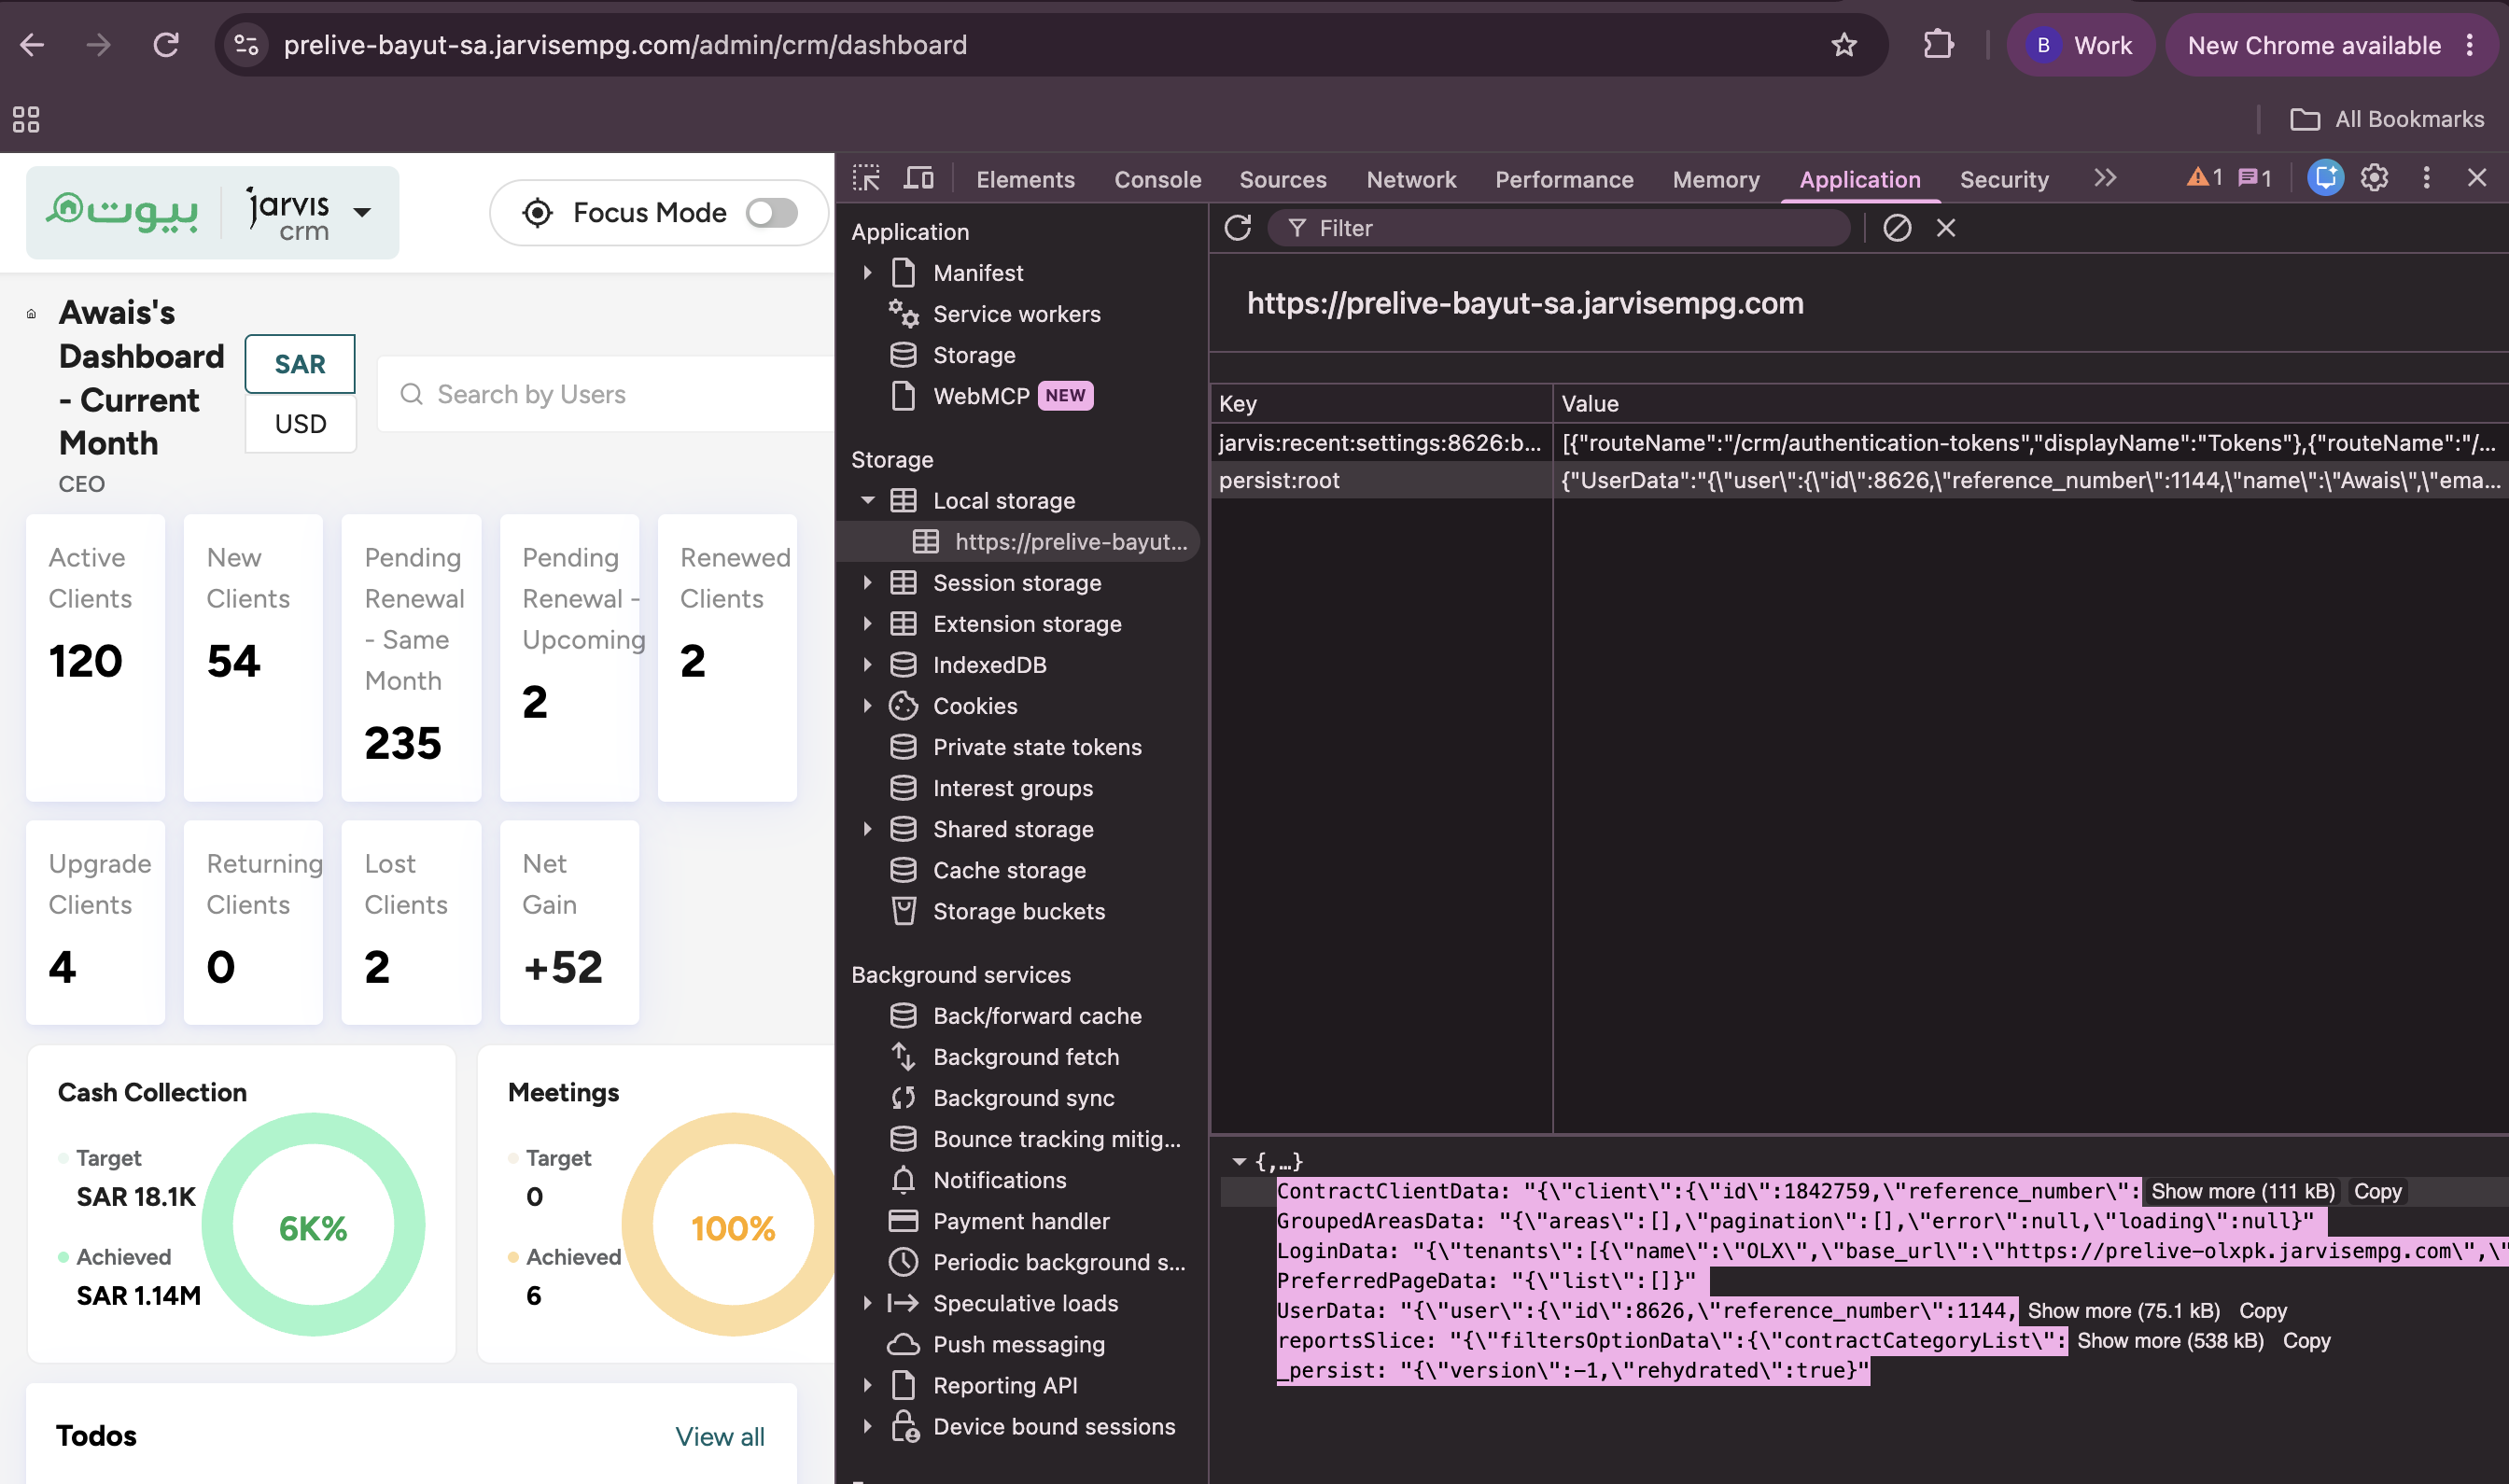 prelive-bayut-sa.jarvisempg.com/admin/crm/dashboard
B Work
New Chrome available
All Bookmarks
بيوت
jarvis
crm
Focus Mode
Awais's
Dashboard
- Current
Month
CEO
SAR
USD
Search by Users
Active
Clients
120
New
Clients
54
Pending
Renewal
- Same
Month
235
Pending
Renewal -
Upcoming
2
Renewed
Clients
2
Upgrade
Clients
4
Returning
Clients
0
Lost
Clients
2
Net
Gain
+52
Cash Collection
Target
SAR 18.1K
Achieved
SAR 1.14M
6K%
Meetings
Target
0
Achieved
6
100%
Todos
View all
Elements
Console
Sources
Network
Performance
Memory
Application
Security
1
1
Application
Manifest
Service workers
Storage
WebMCP NEW
Storage
Local storage
https://prelive-bayut...
Session storage
Extension storage
IndexedDB
Cookies
Private state tokens
Interest groups
Shared storage
Cache storage
Storage buckets
Background services
Back/forward cache
Background fetch
Background sync
Bounce tracking mitig...
Notifications
Payment handler
Periodic background s...
Speculative loads
Push messaging
Reporting API
Device bound sessions
Filter
https://prelive-bayut-sa.jarvisempg.com
Key Value
jarvis:recent:settings:8626:b... [{"routeName":"/crm/authentication-tokens","displayName":"Tokens"},{"routeName":"/...
persist:root {"UserData":"{\"user\":{\"id\":8626,\"reference_number\":1144,\"name\":\"Awais\",\"ema...
{,…}
ContractClientData: "{\"client\":{\"id\":1842759,\"reference_number\": Show more (111 kB) Copy
GroupedAreasData: "{\"areas\":[],\"pagination\":[],\"error\":null,\"loading\":null}"
LoginData: "{\"tenants\":[{\"name\":\"OLX\",\"base_url\":\"https://prelive-olxpk.jarvisempg.com\",\"
PreferredPageData: "{\"list\":[]}"
UserData: "{\"user\":{\"id\":8626,\"reference_number\":1144, Show more (75.1 kB) Copy
reportsSlice: "{\"filtersOptionData\":{\"contractCategoryList\": Show more (538 kB) Copy
_persist: "{\"version\":-1,\"rehydrated\":true}"